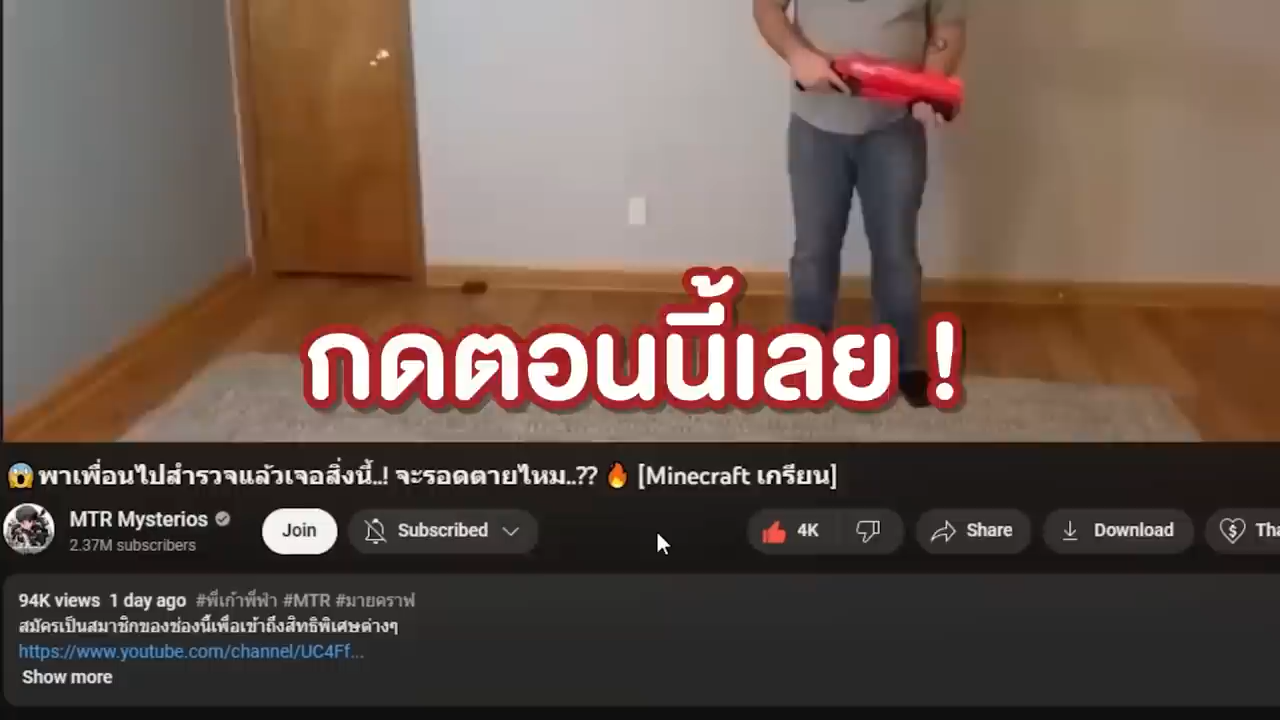 กดตอนนี้เลย !
😱พาเพื่อนไปสำรวจแล้วเจอสิ่งนี้..! จะรอดตายไหม..?? 🔥 [Minecraft เกรียน]
MTR Mysterios
2.37M subscribers
Join
Subscribed
4K
Share
Download
94K views 1 day ago #พี่เก้าพี่ฟ้า #MTR #มายคราฟ
สมัครเป็นสมาชิกของช่องนี้เพื่อเข้าถึงสิทธิพิเศษต่างๆ
https://www.youtube.com/channel/UC4Ff...
Show more